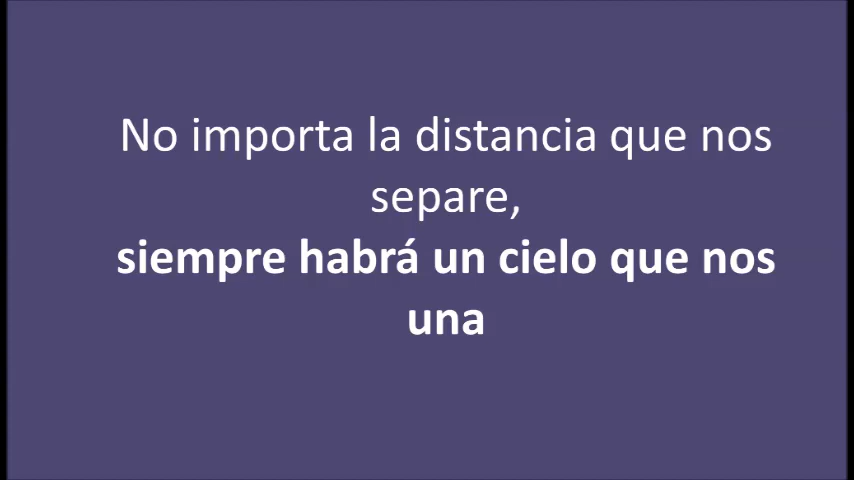 No importa la distancia que nos
separe,
siempre habrá un cielo que nos
una